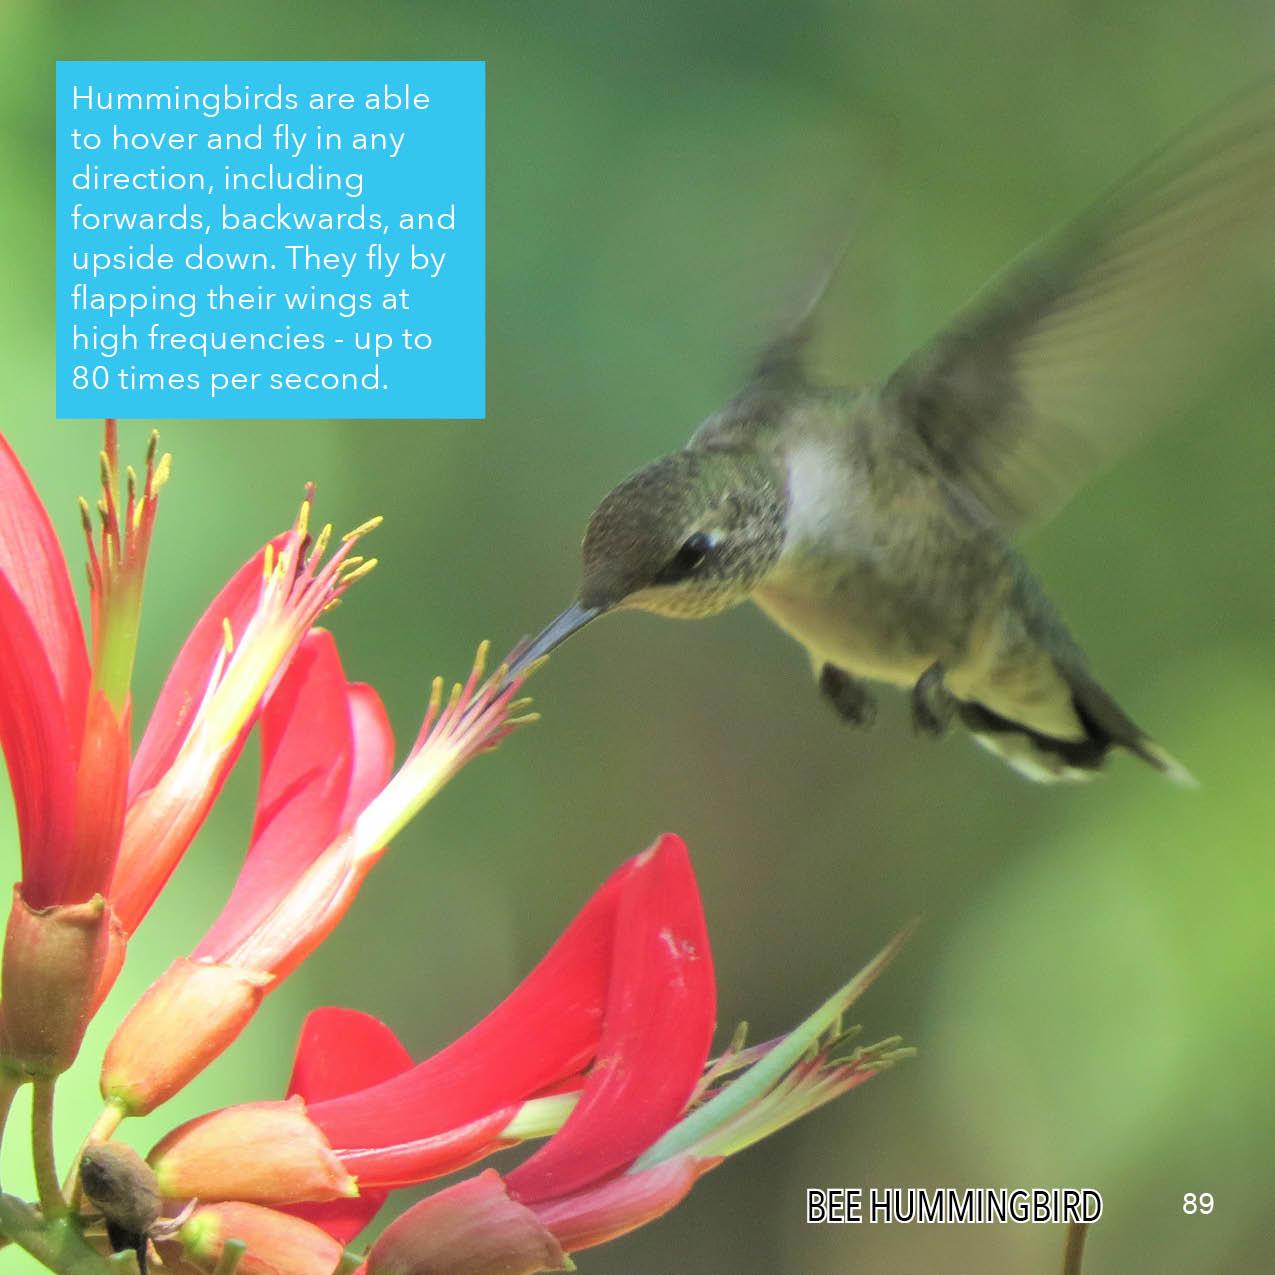 Hummingbirds are able
to hover and fly in any
direction, including
forwards, backwards, and
upside down. They fly by
flapping their wings at
high frequencies - up to
80 times per second.
BEE HUMMINGBIRD
89